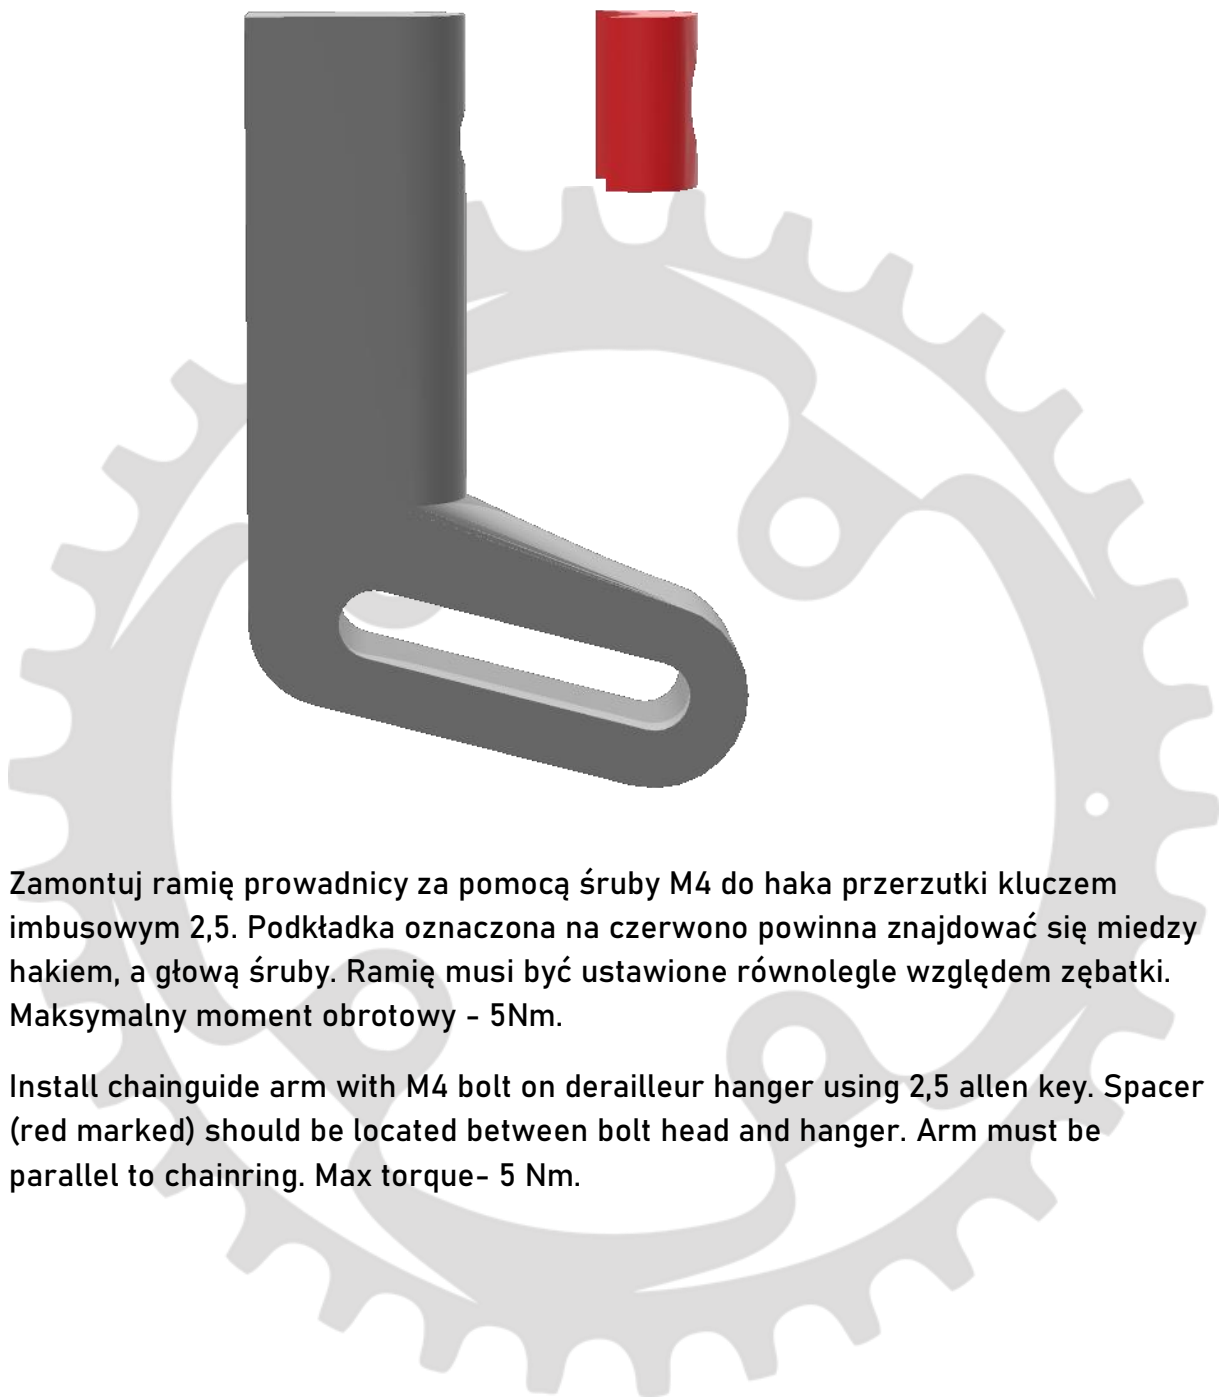 Zamontuj ramię prowadnicy za pomocą śruby M4 do haka przerzutki kluczem
imbusowym 2,5. Podkładka oznaczona na czerwono powinna znajdować się miedzy
hakiem, a głową śruby. Ramię musi być ustawione równolegle względem zębatki.
Maksymalny moment obrotowy - 5Nm.
Install chainguide arm with M4 bolt on derailleur hanger using 2,5 allen key. Spacer
(red marked) should be located between bolt head and hanger. Arm must be
parallel to chainring. Max torque- 5 Nm.